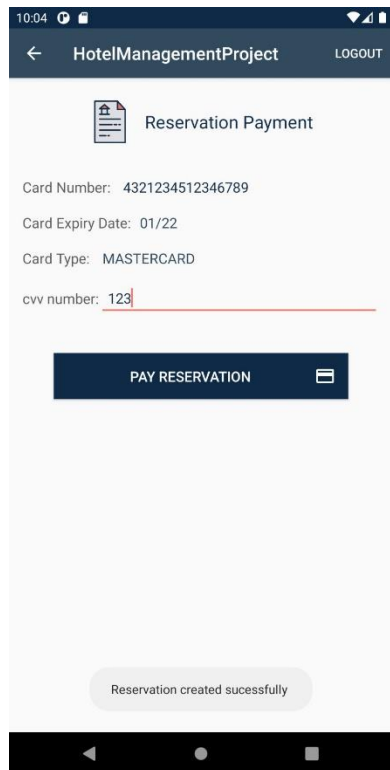 10:04
HotelManagementProject LOGOUT
Reservation Payment
Card Number: 4321234512346789
Card Expiry Date: 01/22
Card Type: MASTERCARD
cvv number: 123
PAY RESERVATION
Reservation created sucessfully